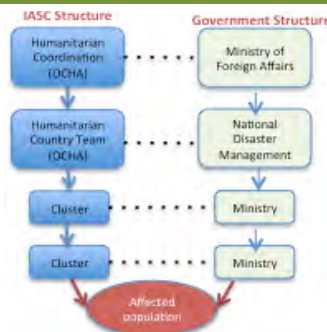 IASC Structure
Government Structure
Humanitarian
Coordination
(OCHA)
Ministry of
Foreign Affairs
Humanitarian
Country Team
(OCHA)
National
Disaster
Management
Cluster
Ministry
Cluster
Ministry
Affected
population